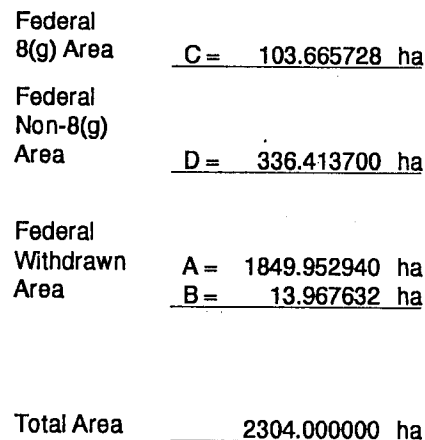 Federal
8(g) Area C = 103.665728 ha
Federal
Non-8(g)
Area D = 336.413700 ha
Federal
Withdrawn A = 1849.952940 ha
Area B = 13.967632 ha
Total Area 2304.000000 ha